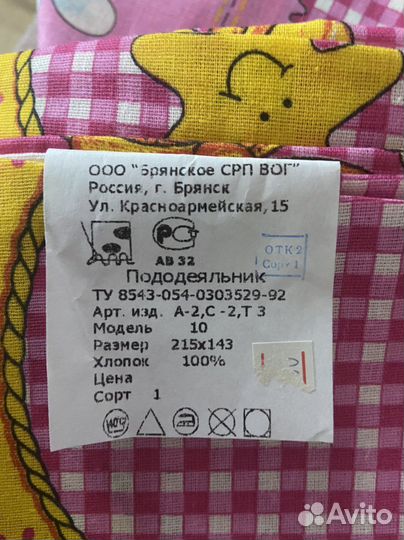 ООО "Брянское СРП ВОГ"
Россия, г. Брянск
Ул. Красноармейская,15
АВ 32
ОТК 2
Сорт 1
Пододеяльник
ТУ 8543-054-0303529-92
Арт. изд. А-2,С -2,Т 3
Модель 10
Размер 215х143
Хлопок 100%
Цена
Сорт 1
Avito